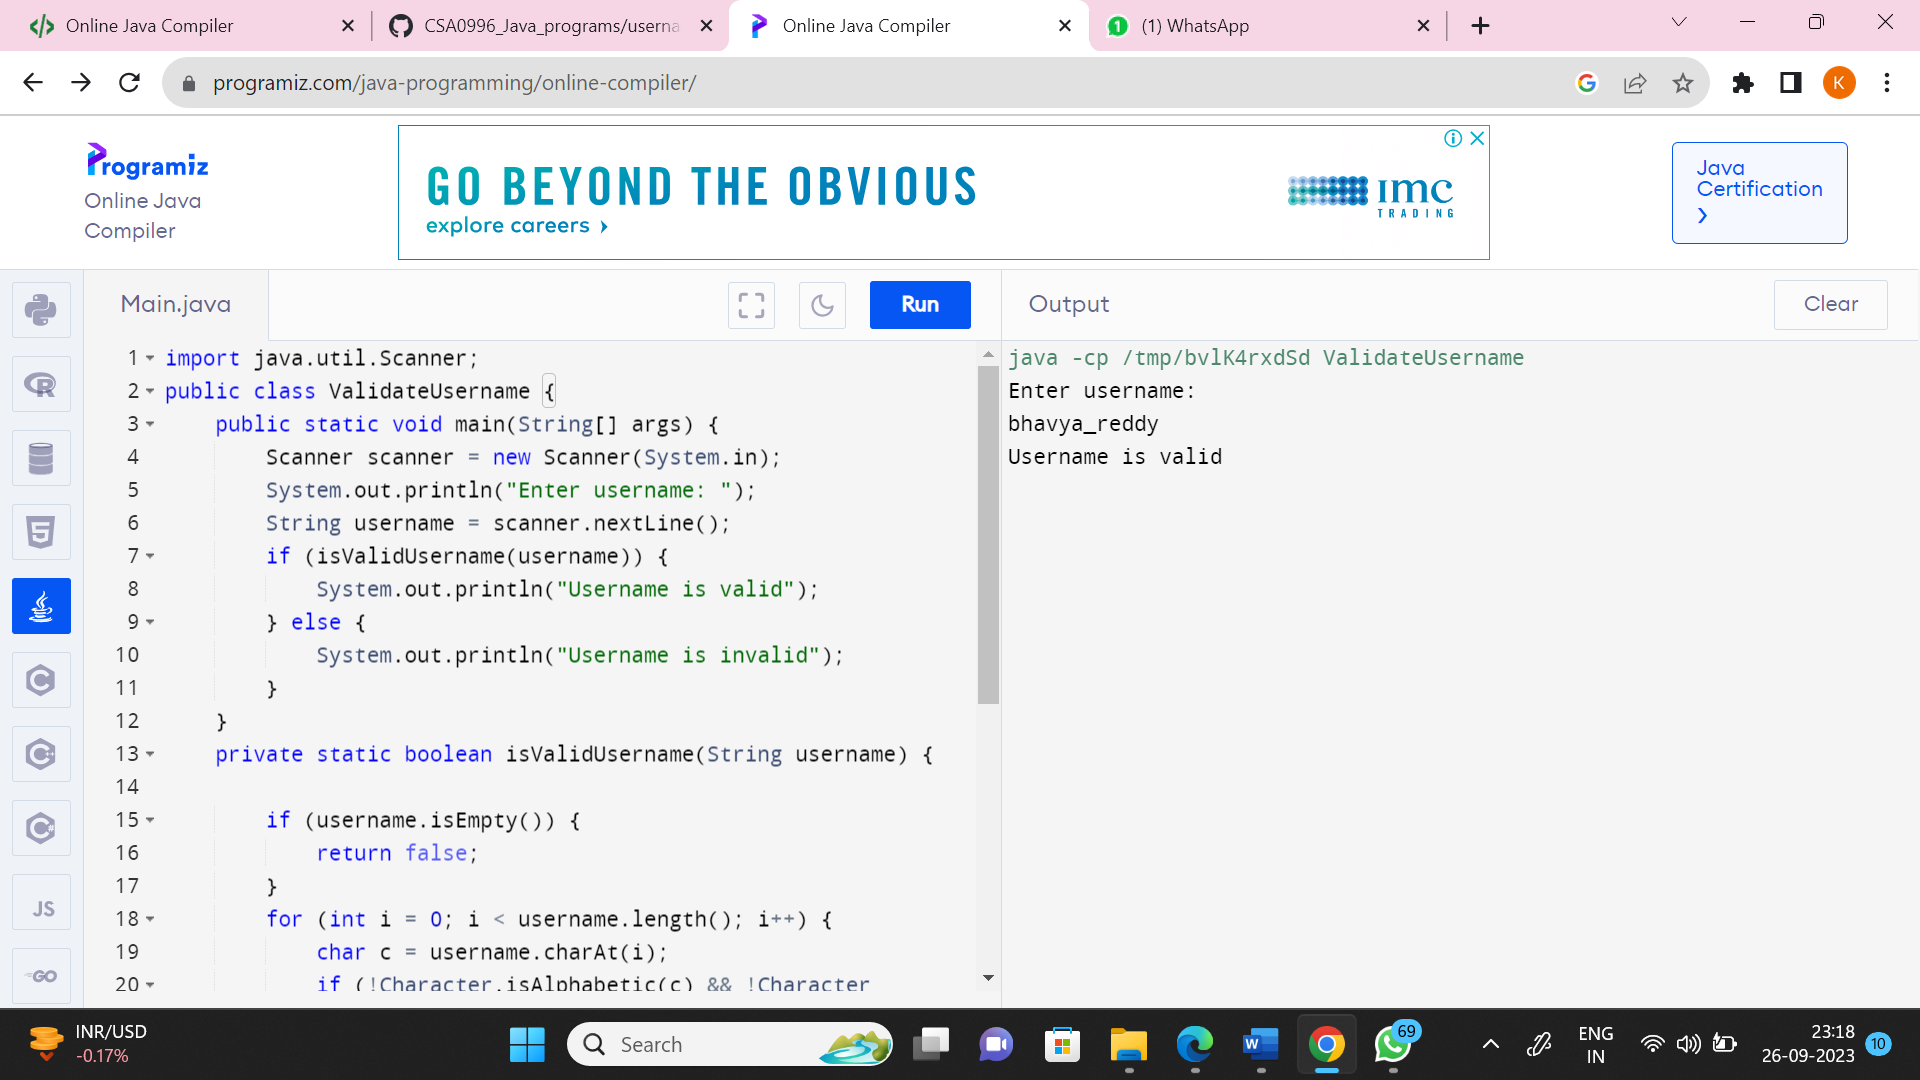 Online Java Compiler
CSA0996_Java_programs/userna
Online Java Compiler
(1) WhatsApp
programiz.com/java-programming/online-compiler/
K
Programiz
Online Java
Compiler
GO BEYOND THE OBVIOUS
explore careers ›
imc
TRADING
Java
Certification
›
Main.java
Run
Output
Clear
1 import java.util.Scanner;
2 public class ValidateUsername {
3 public static void main(String[] args) {
4 Scanner scanner = new Scanner(System.in);
5 System.out.println("Enter username: ");
6 String username = scanner.nextLine();
7 if (isValidUsername(username)) {
8 System.out.println("Username is valid");
9 } else {
10 System.out.println("Username is invalid");
11 }
12 }
13 private static boolean isValidUsername(String username) {
14
15 if (username.isEmpty()) {
16 return false;
17 }
18 for (int i = 0; i < username.length(); i++) {
19 char c = username.charAt(i);
20 if (!Character.isAlphabetic(c) && !Character
java -cp /tmp/bvlK4rxdSd ValidateUsername
Enter username:
bhavya_reddy
Username is valid
JS
GO
INR/USD
-0.17%
Search
69
ENG
IN
23:18
26-09-2023
10